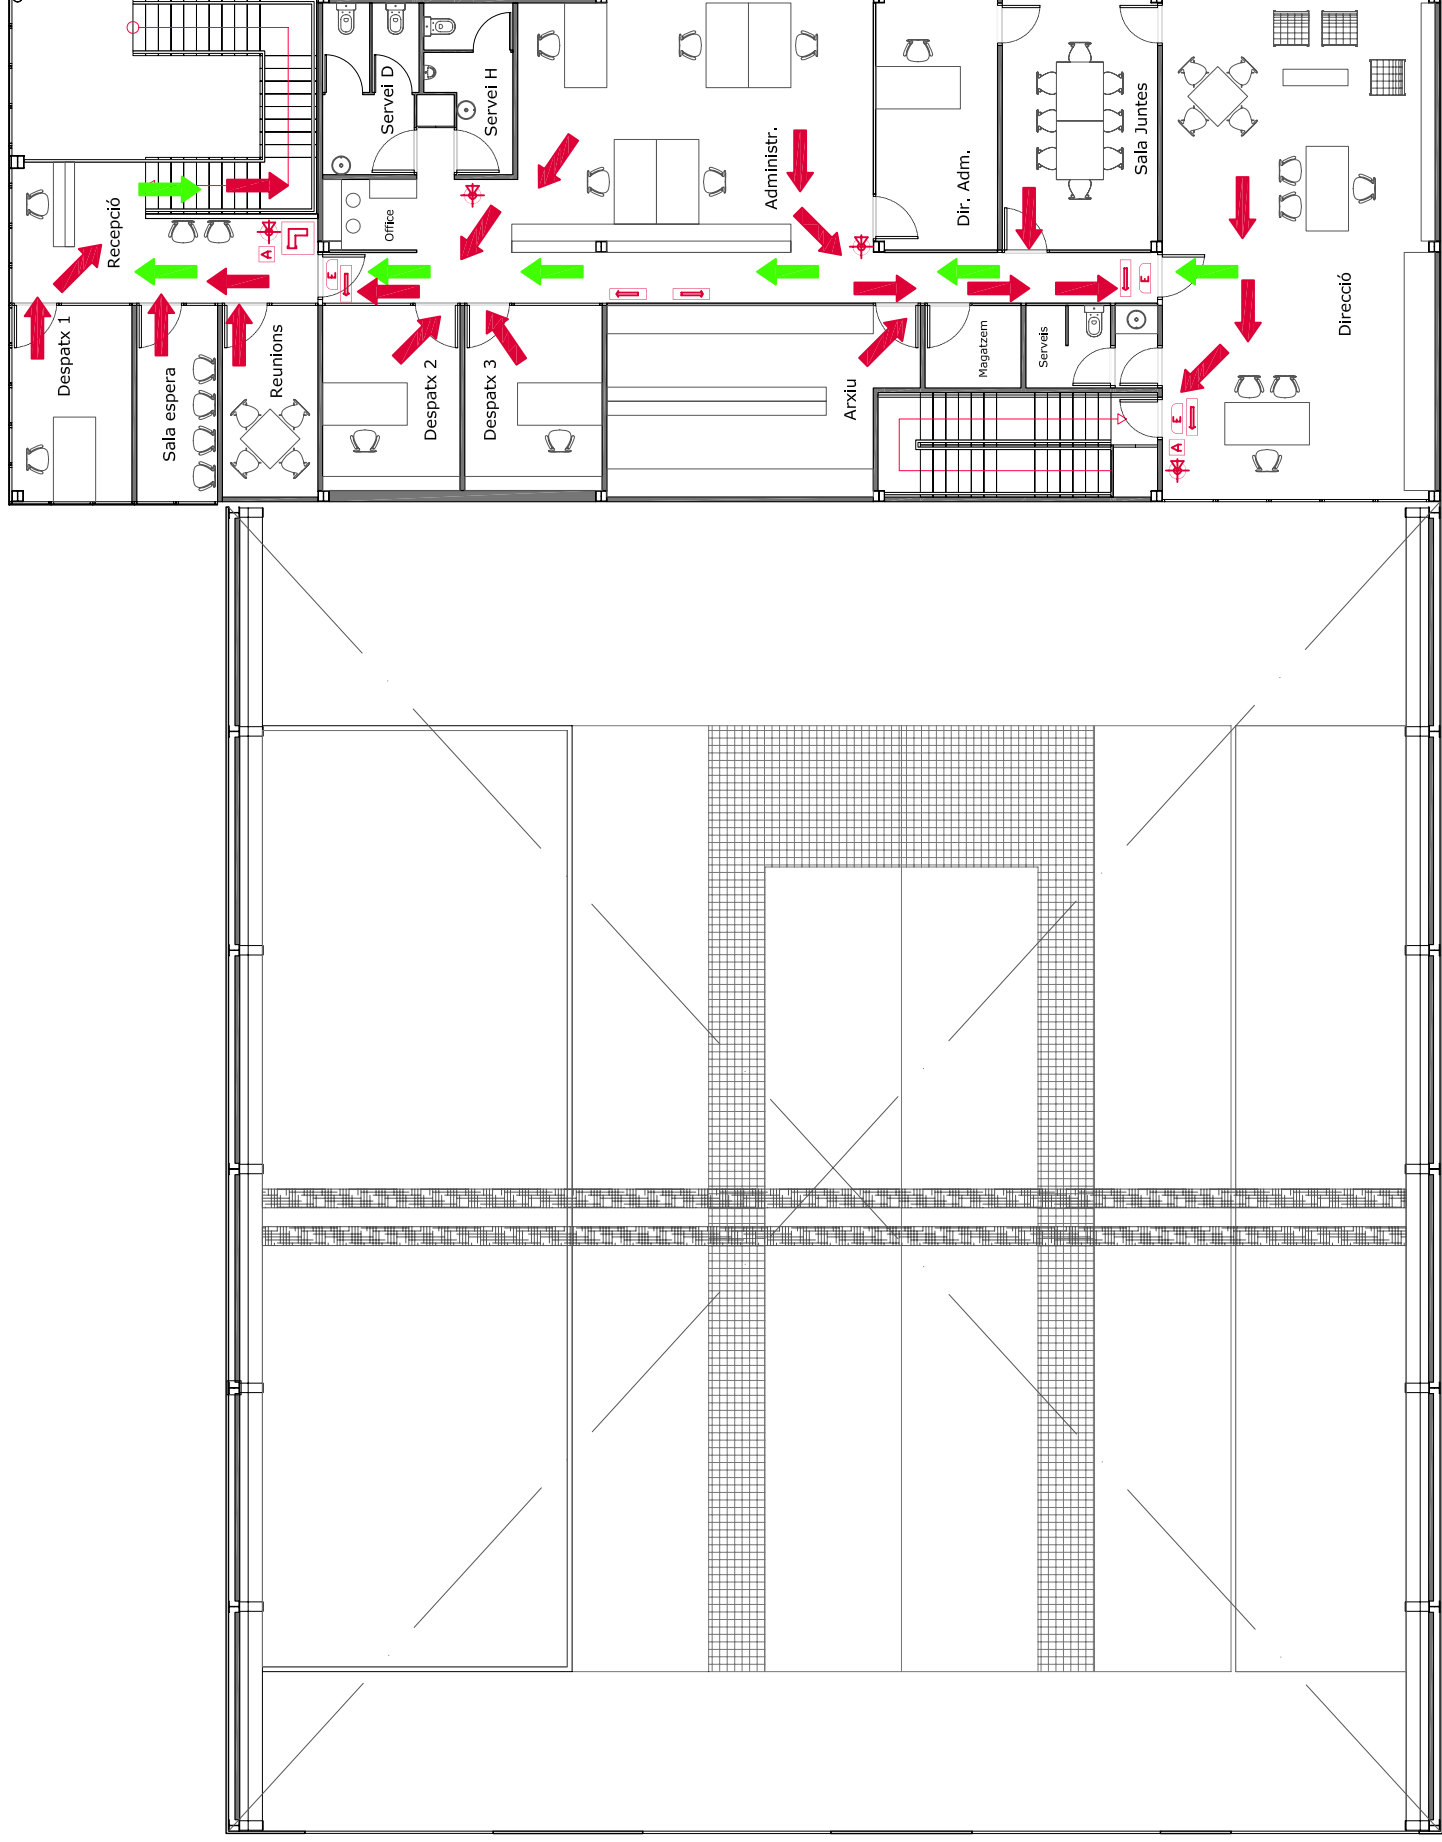 Servei D
Servei H
Administr.
Dir. Adm.
Sala Juntes
Recepció
Office
A
E
E
Direcció
Despatx 1
Sala espera
Reunions
Despatx 2
Despatx 3
Arxiu
Magatzem
Serveis
E
A